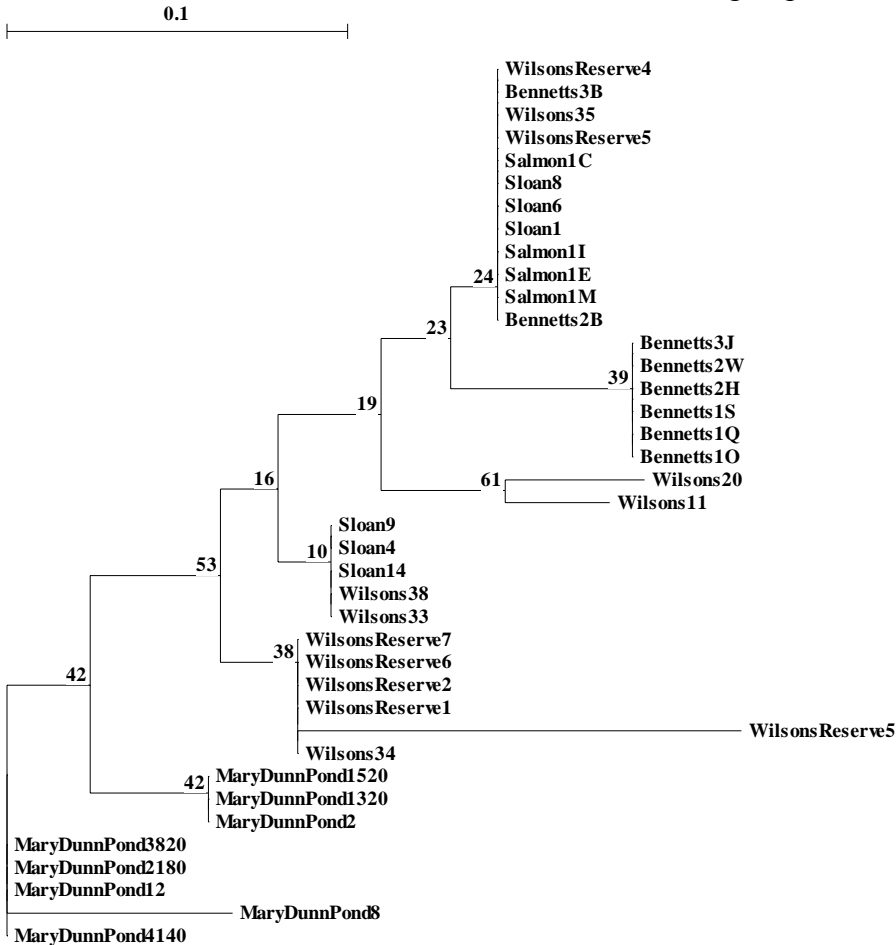 0.1
WilsonsReserve4
Bennetts3B
Wilsons35
WilsonsReserve5
Salmon1C
Sloan8
Sloan6
Sloan1
Salmon1I
Salmon1E
24
Salmon1M
Bennetts2B
23
Bennetts3J
Bennetts2W
39
Bennetts2H
Bennetts1S
19
Bennetts1Q
Bennetts1O
61
Wilsons20
16
Wilsons11
Sloan9
Sloan4
10
Sloan14
53
Wilsons38
Wilsons33
WilsonsReserve7
38
WilsonsReserve6
42
WilsonsReserve2
WilsonsReserve1
WilsonsReserve5
Wilsons34
42
MaryDunnPond1520
MaryDunnPond1320
MaryDunnPond2
MaryDunnPond3820
MaryDunnPond2180
MaryDunnPond12
MaryDunnPond8
MaryDunnPond4140